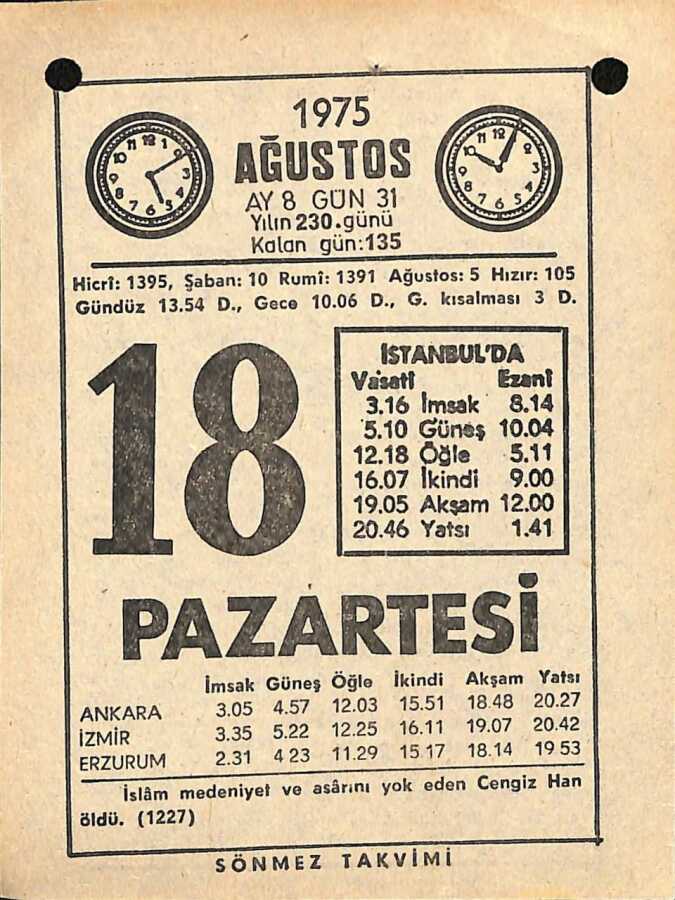 1975
AĞUSTOS
AY 8 GÜN 31
Yılın 230.günü
Kalan gün:135
Hicrî: 1395, Şaban: 10 Rumî: 1391 Ağustos: 5 Hızır: 105
Gündüz 13.54 D., Gece 10.06 D., G. kısalması 3 D.
18
İSTANBUL'DA
Vasatî Ezanî
3.16 İmsak 8.14
5.10 Güneş 10.04
12.18 Öğle 5.11
16.07 İkindi 9.00
19.05 Akşam 12.00
20.46 Yatsı 1.41
PAZARTESİ
İmsak Güneş Öğle İkindi Akşam Yatsı
ANKARA 3.05 4.57 12.03 15.51 18.48 20.27
İZMİR 3.35 5.22 12.25 16.11 19.07 20.42
ERZURUM 2.31 4 23 11.29 15 17 18.14 19 53
İslâm medeniyet ve asârını yok eden Cengiz Han
öldü. (1227)
SÖNMEZ TAKVİMİ